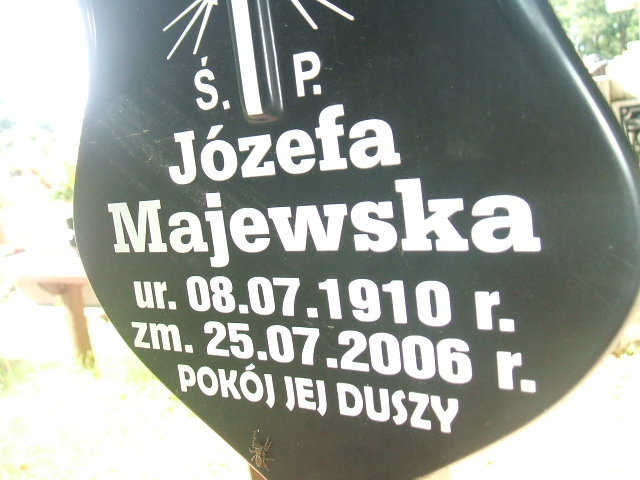 Ś. P.
Józefa
Majewska
ur. 08.07.1910 r.
zm. 25.07.2006 r.
POKÓJ JEJ DUSZY